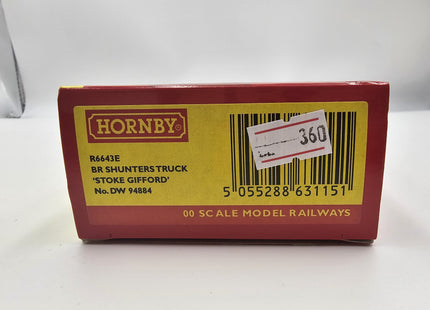 HORNBY
R6643E
BR SHUNTERS TRUCK
'STOKE GIFFORD'
No. DW 94884
360
5 055288 631151
00 SCALE MODEL RAILWAYS